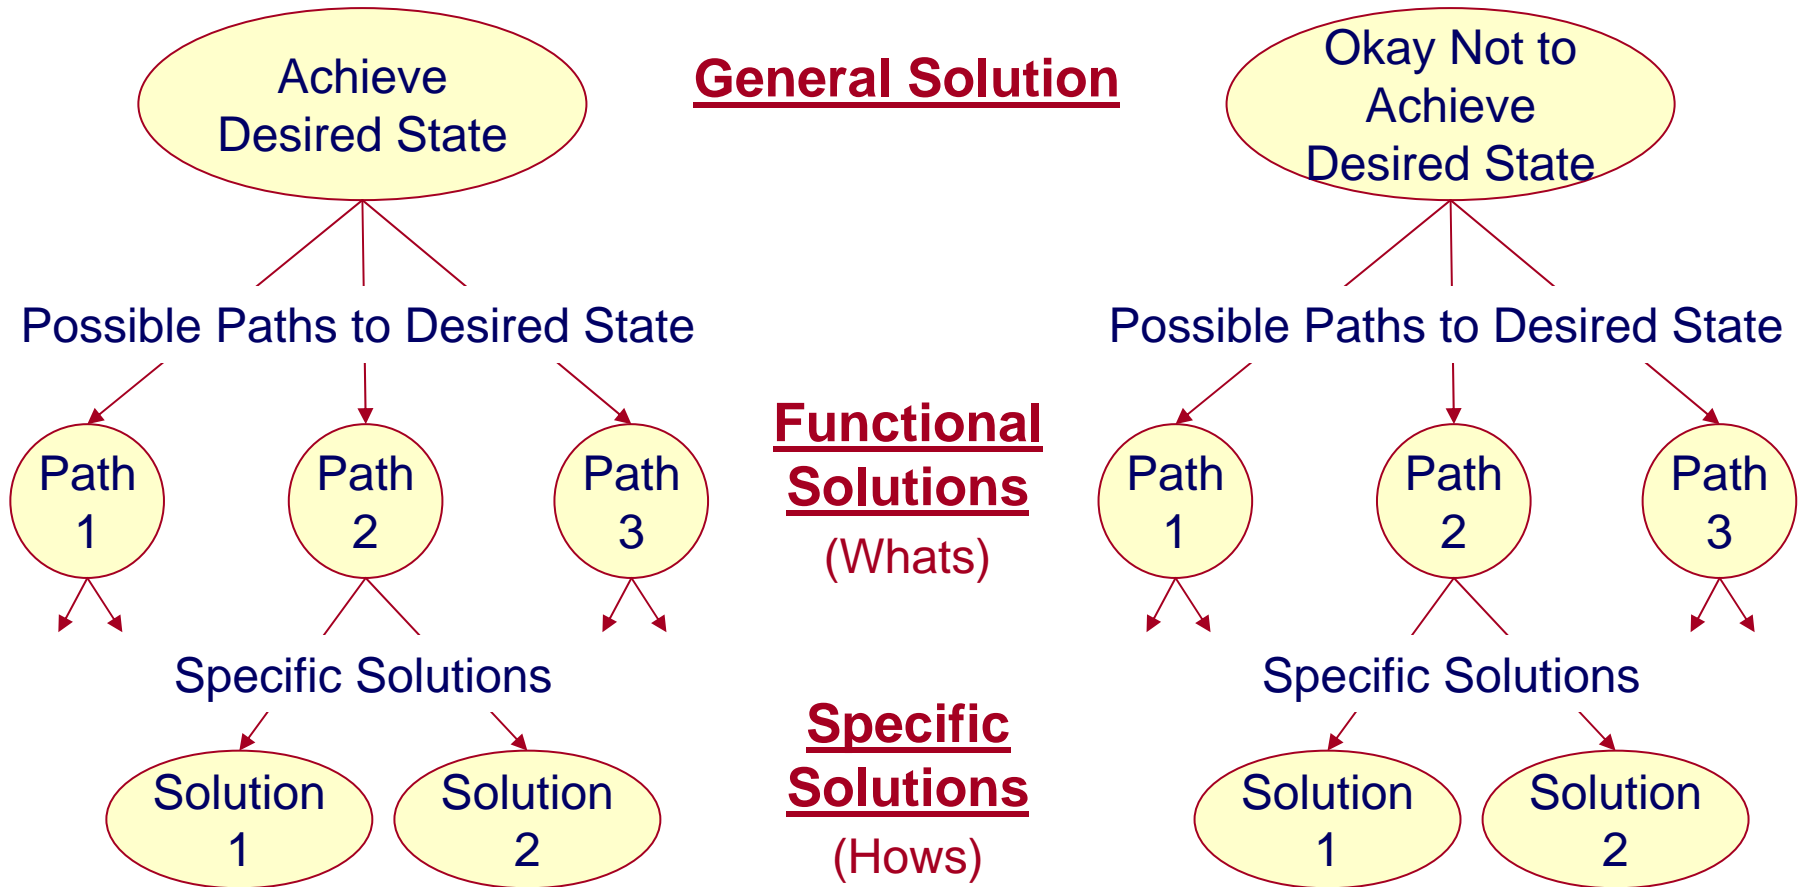 Achieve
Desired State
General Solution
Okay Not to
Achieve
Desired State
Possible Paths to Desired State
Possible Paths to Desired State
Path
1
Path
2
Path
3
Functional
Solutions
(Whats)
Path
1
Path
2
Path
3
Specific Solutions
Specific Solutions
Solution
1
Solution
2
Specific
Solutions
(Hows)
Solution
1
Solution
2